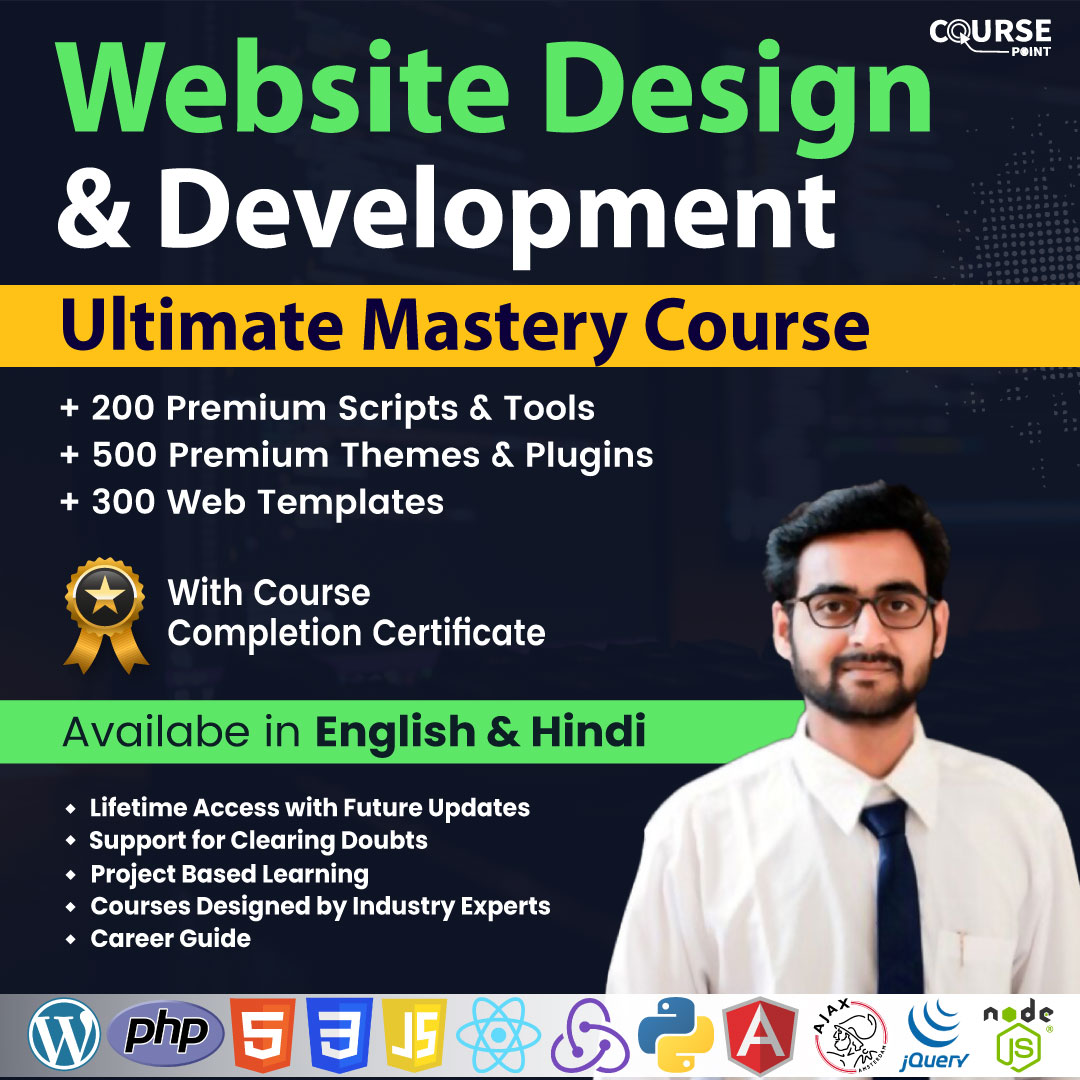 COURSE
POINT
Website Design
& Development
Ultimate Mastery Course
+ 200 Premium Scripts & Tools
+ 500 Premium Themes & Plugins
+ 300 Web Templates
With Course
Completion Certificate
Availabe in English & Hindi
Lifetime Access with Future Updates
Support for Clearing Doubts
Project Based Learning
Courses Designed by Industry Experts
Career Guide
W php 5 3 JS A AJAX AMSTERDAM jQuery node JS ®